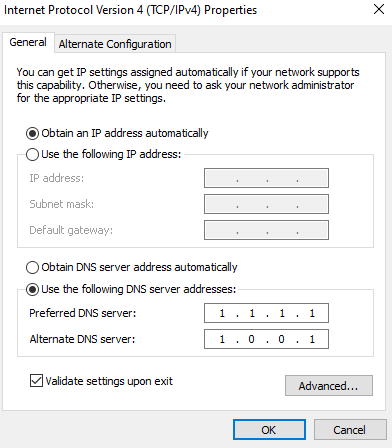 Internet Protocol Version 4 (TCP/IPv4) Properties
General
Alternate Configuration
You can get IP settings assigned automatically if your network supports
this capability. Otherwise, you need to ask your network administrator
for the appropriate IP settings.
Obtain an IP address automatically
Use the following IP address:
IP address: . . .
Subnet mask: . . .
Default gateway: . . .
Obtain DNS server address automatically
Use the following DNS server addresses:
Preferred DNS server: 1 . 1 . 1 . 1
Alternate DNS server: 1 . 0 . 0 . 1
Validate settings upon exit
Advanced...
OK
Cancel